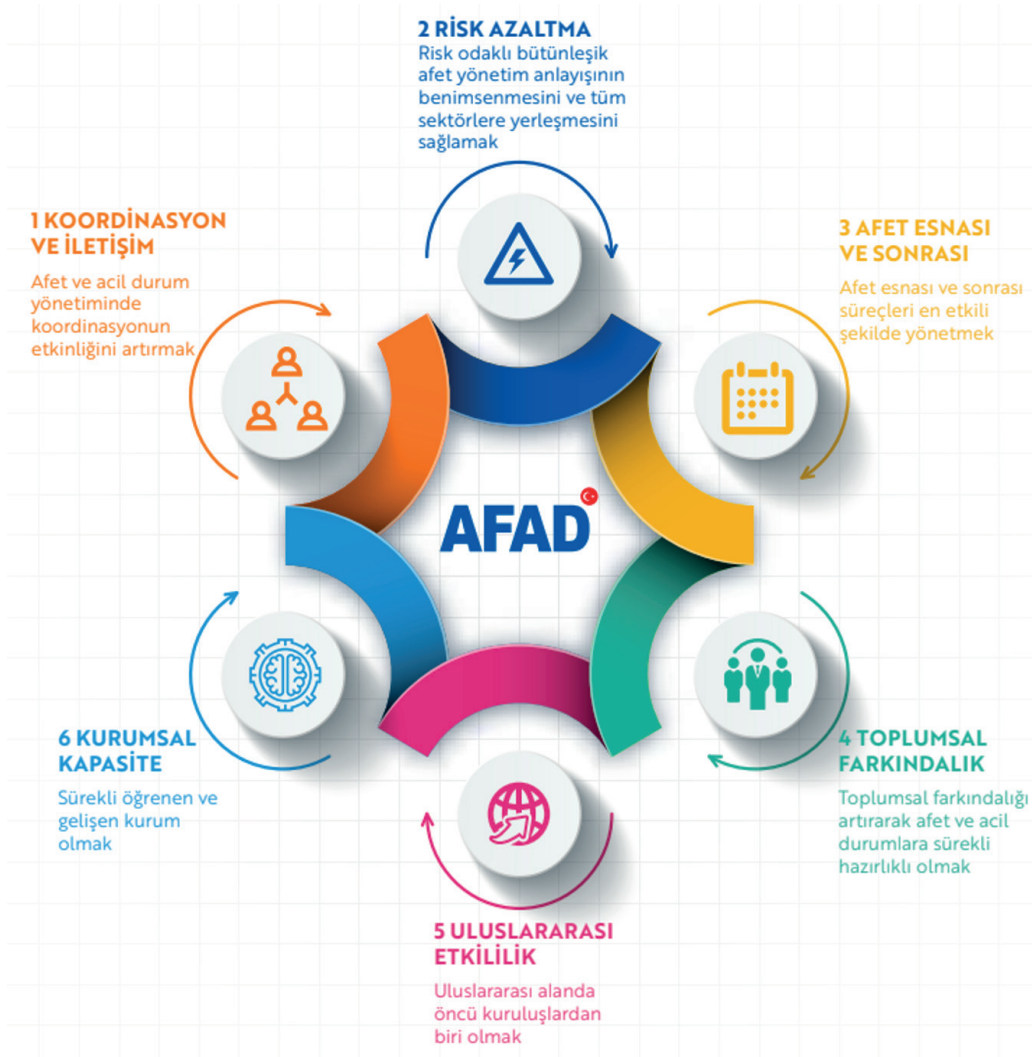 2 RİSK AZALTMA
Risk odaklı bütünleşik
afet yönetim anlayışının
benimsenmesini ve tüm
sektörlere yerleşmesini
sağlamak
1 KOORDİNASYON
VE İLETİŞİM
Afet ve acil durum
yönetiminde
koordinasyonun
etkinliğini artırmak
3 AFET ESNASI
VE SONRASI
Afet esnası ve sonrası
süreçleri en etkili
şekilde yönetmek
AFAD
6 KURUMSAL
KAPASİTE
Sürekli öğrenen ve
gelişen kurum
olmak
4 TOPLUMSAL
FARKINDALIK
Toplumsal farkındalığı
artırarak afet ve acil
durumlara sürekli
hazırlıklı olmak
5 ULUSLARARASI
ETKİLİLİK
Uluslararası alanda
öncü kuruluşlardan
biri olmak